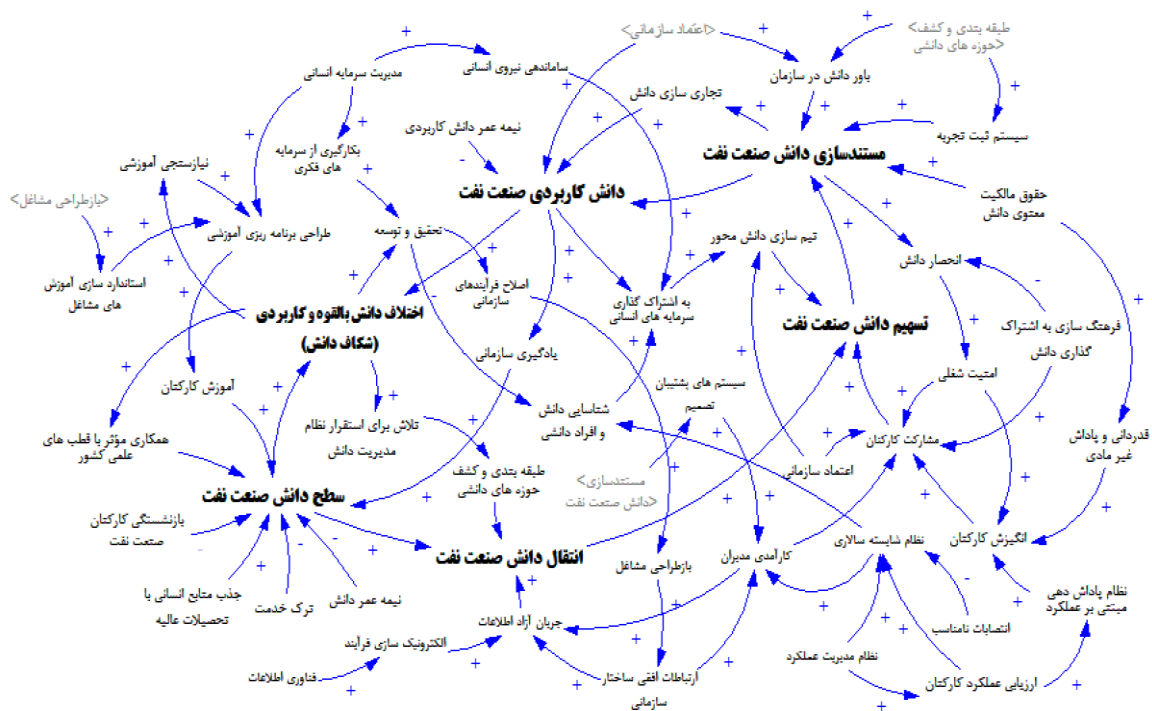 <اعتماد سازمانی>
طبقه بندی و کشف
<حوزه های دانشی
مدیریت سرمایه انسانی
ساماندهی نیروی انسانی
باور دانش در سازمان
تجاری سازی دانش
نیمه عمر دانش کاربردی
سیستم ثبت تجربه
بکارگیری از سرمایه
های فکری
مستندسازی دانش صنعت نفت
نیازسنجی آموزشی
دانش کاربردی صنعت نفت
حقوق مالکیت
معنوی دانش
<بازطراحی مشاغل>
طراحی برنامه ریزی آموزشی
تحقیق و توسعه
تیم سازی دانش محور
انحصار دانش
استاندارد سازی آموزش
های مشاغل
اصلاح فرآیندهای
سازمانی
به اشتراک گذاری
سرمایه های انسانی
اختلاف دانش بالقوه و کاربردی
(شکاف دانش)
تسهیم دانش صنعت نفت
فرهنگ سازی به اشتراک
گذاری دانش
یادگیری سازمانی
امنیت شغلی
سیستم های پشتیبان
تصمیم
آموزش کارکنان
شناسایی دانش
و افراد دانشی
تلاش برای استقرار نظام
مدیریت دانش
همکاری مؤثر با قطب های
علمی کشور
مشارکت کارکنان
قدردانی و پاداش
غیر مادی
اعتماد سازمانی
طبقه بندی و کشف
حوزه های دانشی
<مستندسازی
دانش صنعت نفت>
سطح دانش صنعت نفت
بازنشستگی کارکنان
صنعت نفت
انتقال دانش صنعت نفت
بازطراحی مشاغل
کارآمدی مدیران
نظام شایسته سالاری
انگیزش کارکنان
جذب منابع انسانی با
تحصیلات عالیه
ترک خدمت
نیمه عمر دانش
نظام پاداش دهی
مبتنی بر عملکرد
جریان آزاد اطلاعات
انتصابات نامناسب
الکترونیک سازی فرآیند
فناوری اطلاعات
ارتباطات افقی ساختار
سازمانی
نظام مدیریت عملکرد
ارزیابی عملکرد کارکنان